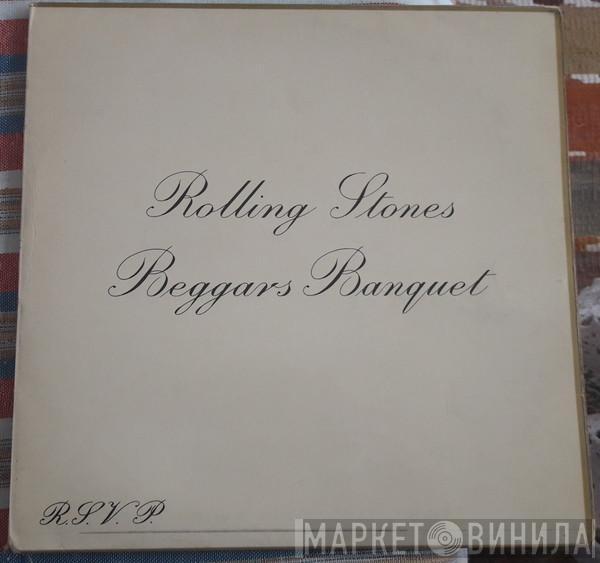 Rolling Stones
Beggars Banquet
R.S.V.P.
МАРКЕТ ВИНИЛА